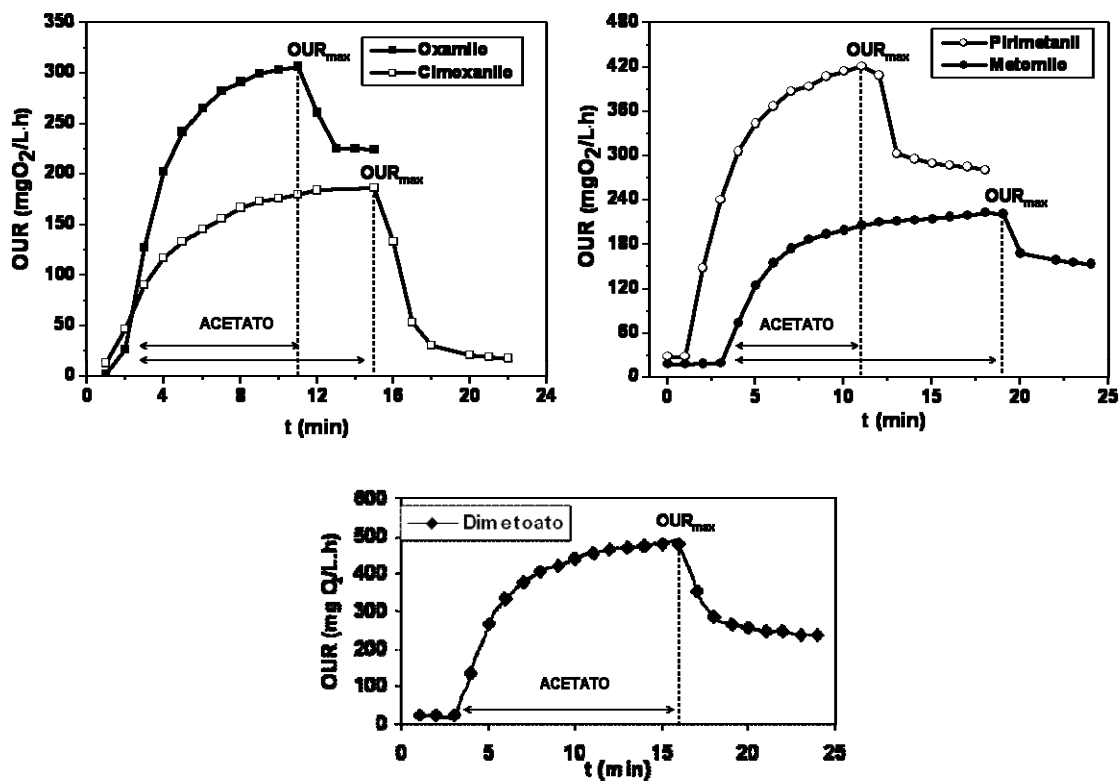 OUR (mgO2/L·h)
350
300
250
200
150
100
50
0
Oxamilo
Cimoxanilo
OURmax
OURmax
ACETATO
0 4 8 12 16 20 24
t (min)
OUR (mgO2/L·h)
480
420
360
300
240
180
120
60
0
Pirimetanil
Metomilo
OURmax
OURmax
ACETATO
0 5 10 15 20 25
t (min)
OUR (mg O2/L.h)
600
500
400
300
200
100
0
Dimetoato
OURmax
ACETATO
0 5 10 15 20 25
t (min)